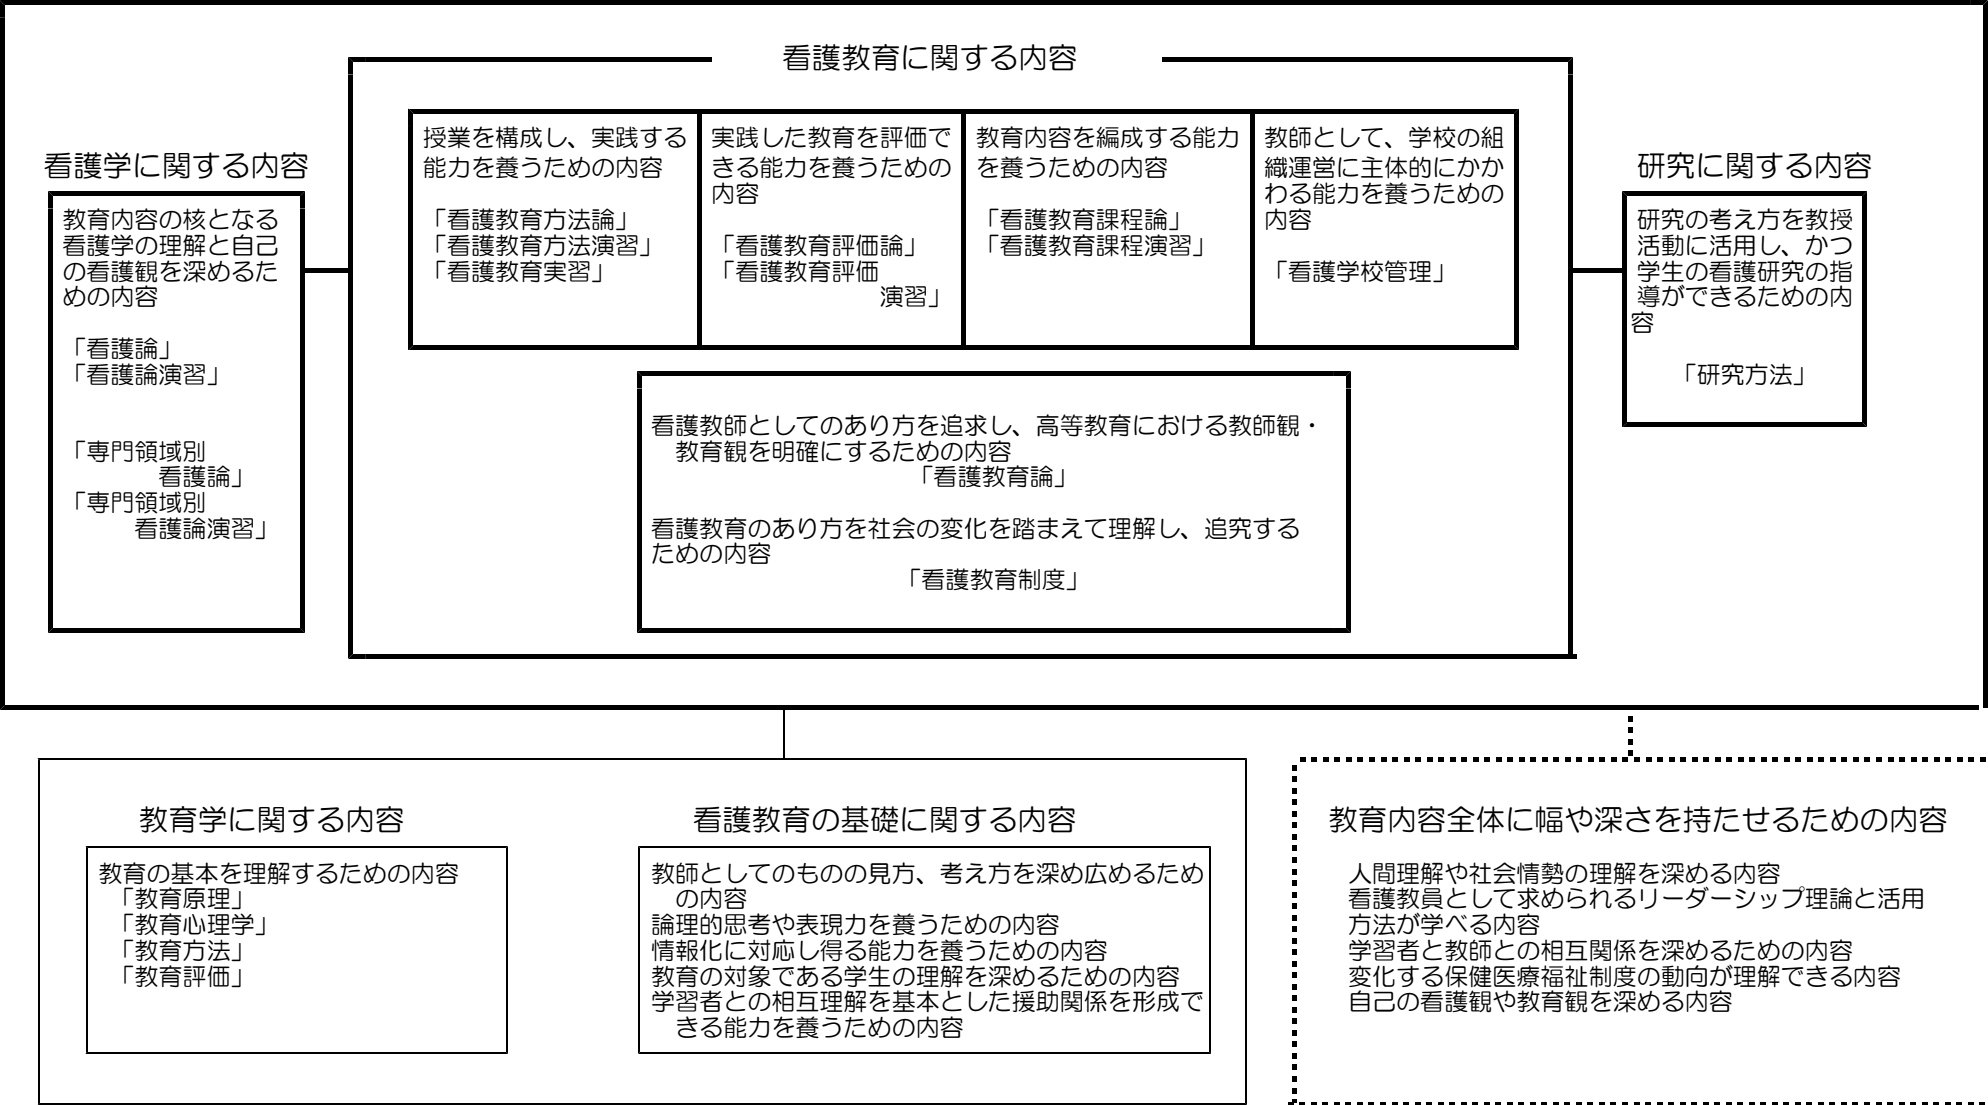 看護教育に関する内容
看護学に関する内容
教育内容の核となる
看護学の理解と自己
の看護観を深めるた
めの内容
「看護論」
「看護論演習」
「専門領域別
看護論」
「専門領域別
看護論演習」
授業を構成し、実践する
能力を養うための内容
「看護教育方法論」
「看護教育方法演習」
「看護教育実習」
実践した教育を評価で
きる能力を養うための
内容
「看護教育評価論」
「看護教育評価
演習」
教育内容を編成する能力
を養うための内容
「看護教育課程論」
「看護教育課程演習」
教師として、学校の組
織運営に主体的にかか
わる能力を養うための
内容
「看護学校管理」
看護教師としてのあり方を追求し、高等教育における教師観・
教育観を明確にするための内容
「看護教育論」
看護教育のあり方を社会の変化を踏まえて理解し、追究する
ための内容
「看護教育制度」
研究に関する内容
研究の考え方を教授
活動に活用し、かつ
学生の看護研究の指
導ができるための内
容
「研究方法」
教育学に関する内容
教育の基本を理解するための内容
「教育原理」
「教育心理学」
「教育方法」
「教育評価」
看護教育の基礎に関する内容
教師としてのものの見方、考え方を深め広めるため
の内容
論理的思考や表現力を養うための内容
情報化に対応し得る能力を養うための内容
教育の対象である学生の理解を深めるための内容
学習者との相互理解を基本とした援助関係を形成で
きる能力を養うための内容
教育内容全体に幅や深さを持たせるための内容
人間理解や社会情勢の理解を深める内容
看護教員として求められるリーダーシップ理論と活用
方法が学べる内容
学習者と教師との相互関係を深めるための内容
変化する保健医療福祉制度の動向が理解できる内容
自己の看護観や教育観を深める内容